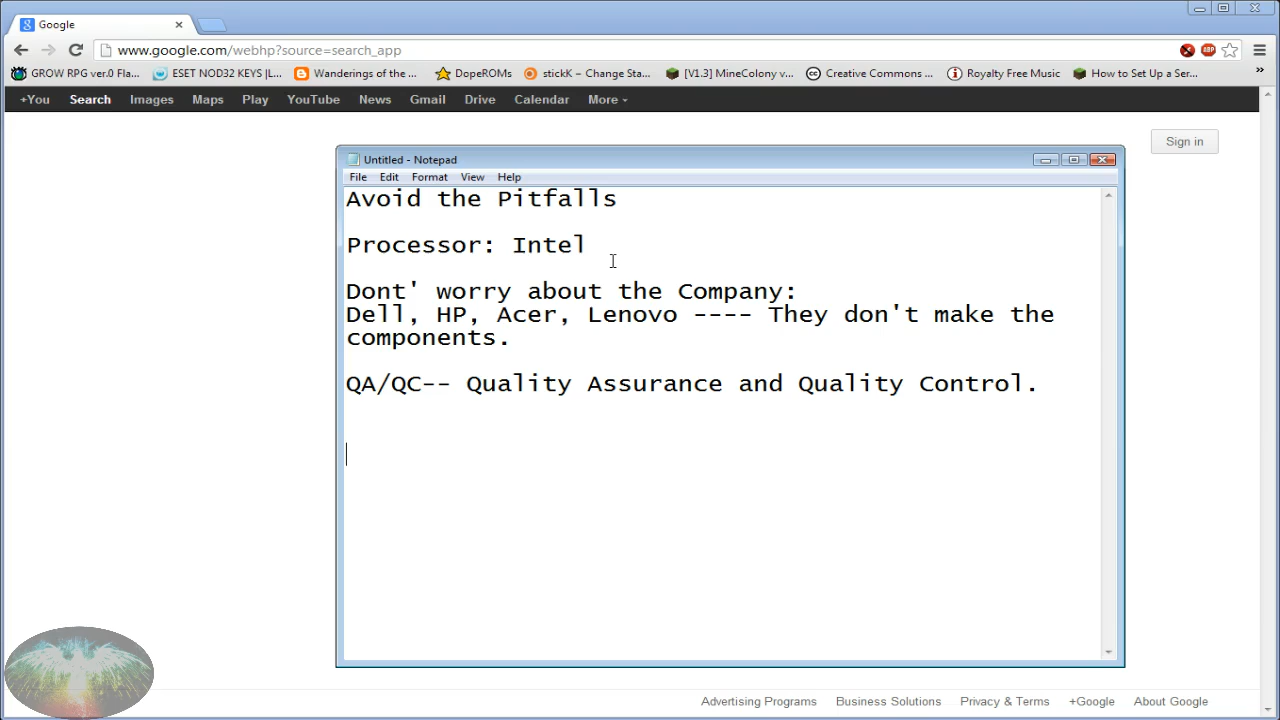 Google
www.google.com/webhp?source=search_app
GROW RPG ver.0 Fla...
ESET NOD32 KEYS |L...
Wanderings of the ...
DopeROMs
stickK – Change Sta...
[V1.3] MineColony v...
Creative Commons ...
Royalty Free Music
How to Set Up a Ser...
»
+You Search Images Maps Play YouTube News Gmail Drive Calendar More
Sign in
Untitled - Notepad
File Edit Format View Help
Avoid the Pitfalls
Processor: Intel
Dont' worry about the Company:
Dell, HP, Acer, Lenovo ---- They don't make the
components.
QA/QC-- Quality Assurance and Quality Control.
Advertising Programs Business Solutions Privacy & Terms +Google About Google